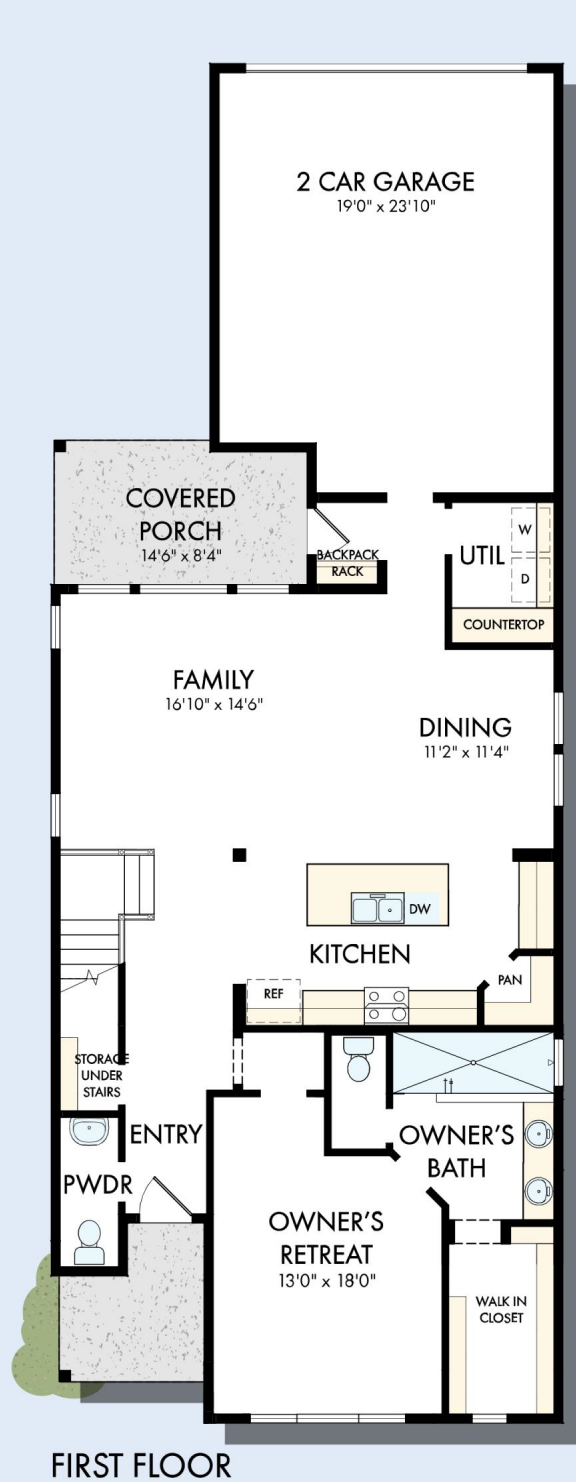 2 CAR GARAGE
19'0" x 23'10"
COVERED
PORCH
14'6" x 8'4"
BACKPACK
RACK
UTIL
W
D
COUNTERTOP
FAMILY
16'10" x 14'6"
DINING
11'2" x 11'4"
DW
KITCHEN
REF
PAN
STORAGE
UNDER
STAIRS
ENTRY
PWDR
OWNER'S
BATH
OWNER'S
RETREAT
13'0" x 18'0"
WALK IN
CLOSET
FIRST FLOOR